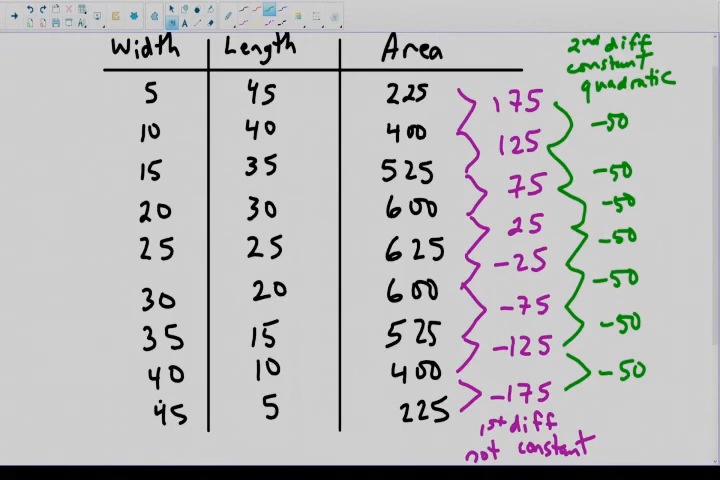 Width Length Area 2nd diff
constant
quadratic
5 45 225
175
-50
10 40 400
125
15 35 525
-50
75
-50
20 30 600
25
-50
25 25 625
-25
-50
30 20 600
-75
-50
35 15 525
-125
40 10 400
-50
-175
45 5 225
1st diff
not constant